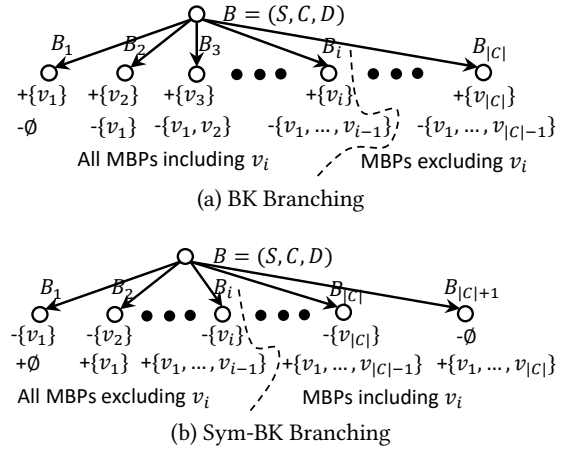 B = (S, C, D)
B₁ B₂ B₃ Bᵢ B|C|
+{v₁} +{v₂} +{v₃} +{vᵢ} +{v|C|}
-∅ -{v₁} -{v₁, v₂} -{v₁, ..., vᵢ₋₁} -{v₁, ..., v|C|₋₁}
All MBPs including vᵢ MBPs excluding vᵢ
(a) BK Branching
B = (S, C, D)
B₁ B₂ Bᵢ B|C| B|C|₊₁
-{v₁} -{v₂} -{vᵢ} -{v|C|} -∅
+∅ +{v₁} +{v₁, ..., vᵢ₋₁} +{v₁, ..., v|C|₋₁} +{v₁, ..., v|C|}
All MBPs excluding vᵢ MBPs including vᵢ
(b) Sym-BK Branching